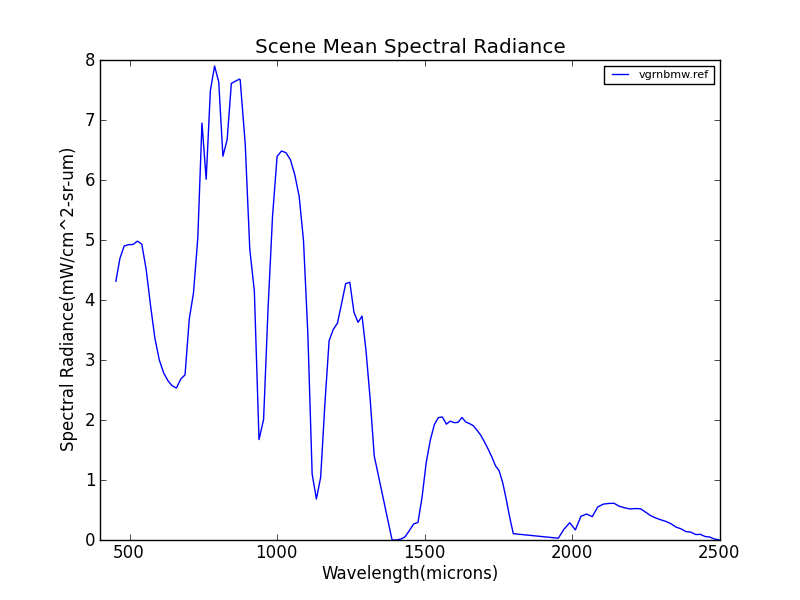 Scene Mean Spectral Radiance
vgrnbmw.ref
8
7
6
5
4
3
2
1
0
Spectral Radiance(mW/cm^2-sr-um)
500 1000 1500 2000 2500
Wavelength(microns)